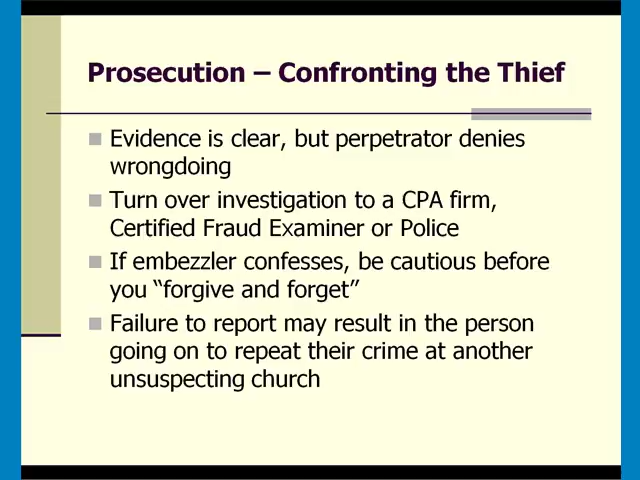 Prosecution – Confronting the Thief
Evidence is clear, but perpetrator denies
wrongdoing
Turn over investigation to a CPA firm,
Certified Fraud Examiner or Police
If embezzler confesses, be cautious before
you “forgive and forget”
Failure to report may result in the person
going on to repeat their crime at another
unsuspecting church